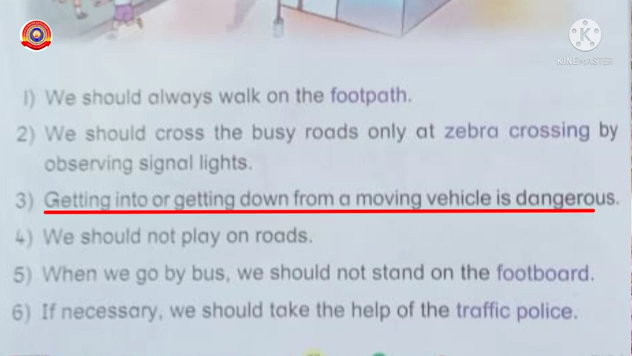 KINEMASTER
1) We should always walk on the footpath.
2) We should cross the busy roads only at zebra crossing by
observing signal lights.
3) Getting into or getting down from a moving vehicle is dangerous.
4) We should not play on roads.
5) When we go by bus, we should not stand on the footboard.
6) If necessary, we should take the help of the traffic police.